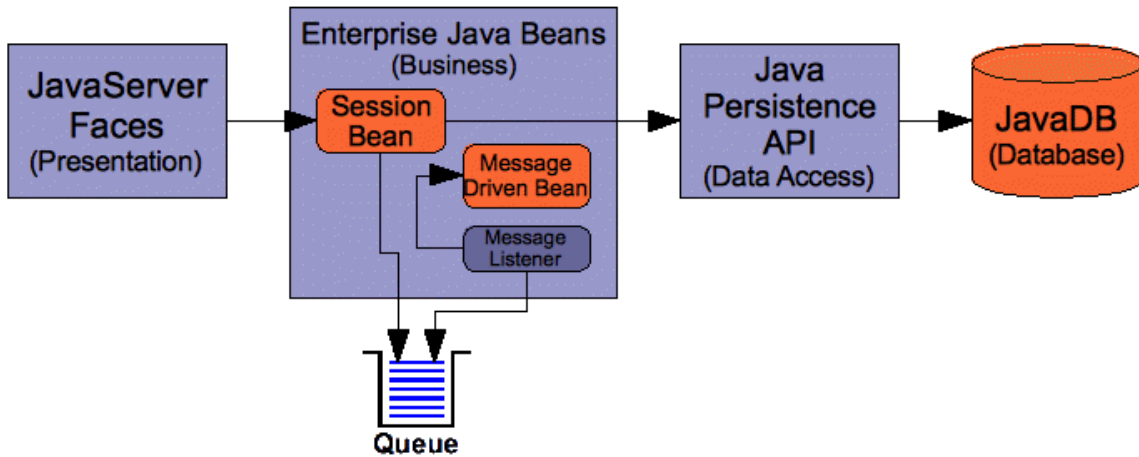 JavaServer
Faces
(Presentation)
Enterprise Java Beans
(Business)
Session
Bean
Message
Driven Bean
Message
Listener
Java
Persistence
API
(Data Access)
JavaDB
(Database)
Queue